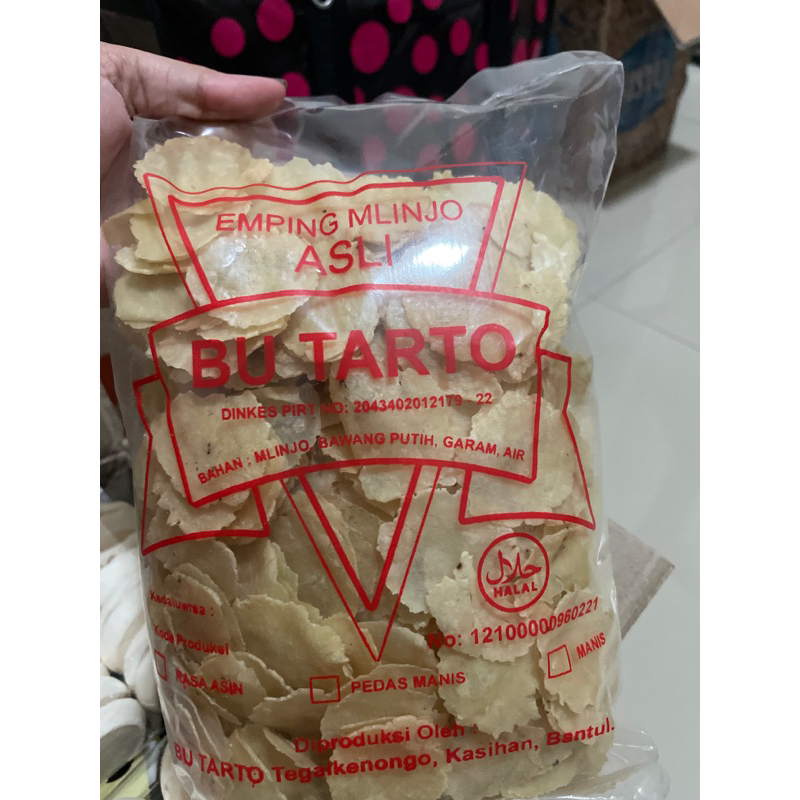 EMPING MLINJO
ASLI
BU TARTO
DINKES PIRT NO: 2043402012179 - 22
BAHAN : MLINJO, BAWANG PUTIH, GARAM, AIR
حلال
HALAL
No: 12100000960221
Kadaluwrsa :
Kode Produksi
RASA ASIN
PEDAS MANIS
MANIS
Diproduksi Oleh :
BU TARTO Tegalkenongo, Kasihan, Bantul.